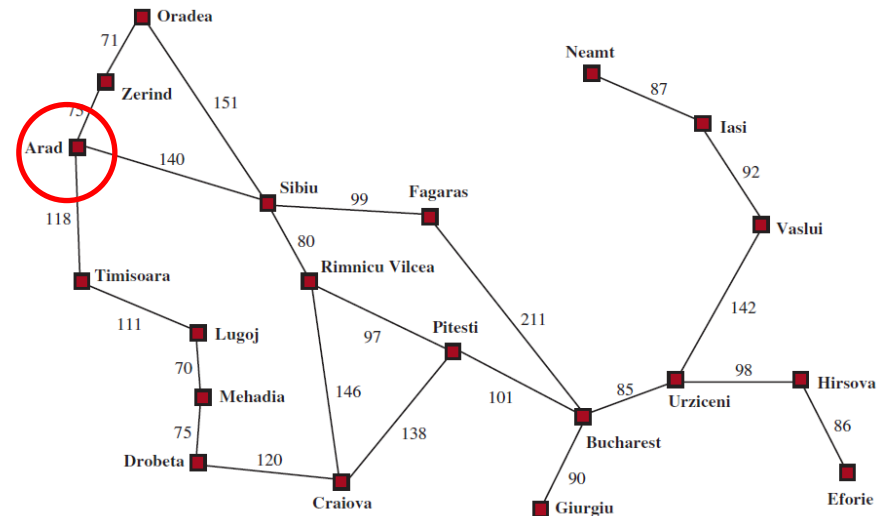 Oradea
71
Neamt
87
Zerind
151
75
Iasi
Arad
140
92
Sibiu
99
Fagaras
118
Vaslui
80
Timisoara
Rimnicu Vilcea
142
111
211
Lugoj
97
Pitesti
70
98
Hirsova
85
Mehadia
146
101
Urziceni
86
75
138
Bucharest
Drobeta
120
90
Craiova
Giurgiu
Eforie